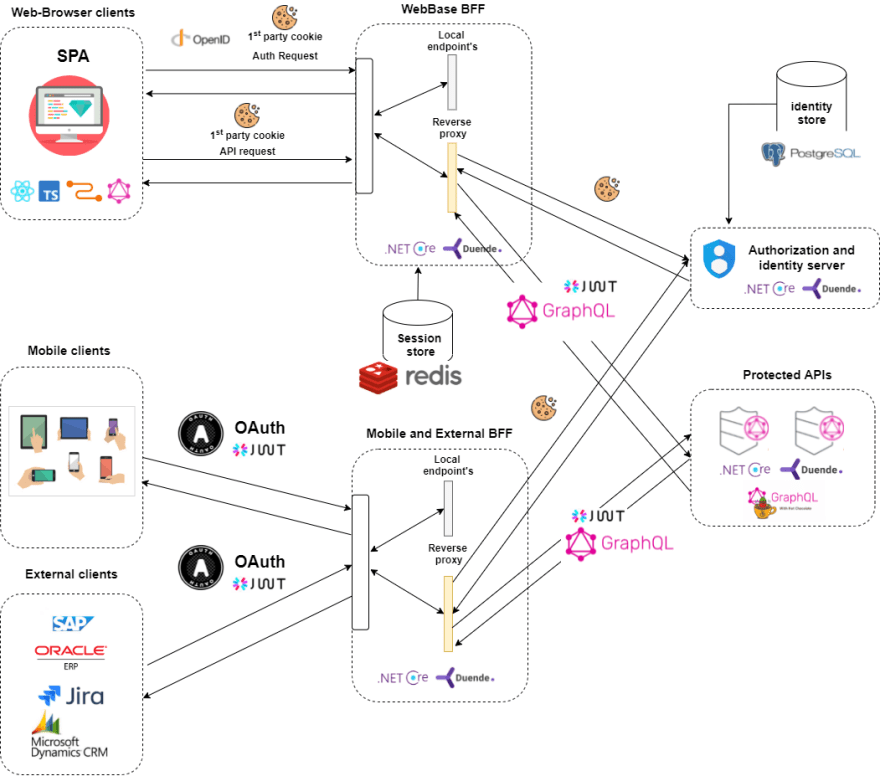 Web-Browser clients
SPA
TS
OpenID
1st party cookie
Auth Request
1st party cookie
API request
WebBase BFF
Local
endpoint's
Reverse
proxy
.NET Core
Duende.
identity
store
PostgreSQL
Authorization and
identity server
.NET Core
Duende.
JWT
GraphQL
Session
store
redis
Mobile clients
OAUTH
A
OAuth
JWT
Mobile and External BFF
Local
endpoint's
Reverse
proxy
.NET Core
Duende.
Protected APIs
.NET Core
Duende.
GraphQL
JWT
GraphQL
OAUTH
A
OAuth
JWT
External clients
SAP
ORACLE
ERP
Jira
Microsoft
Dynamics CRM